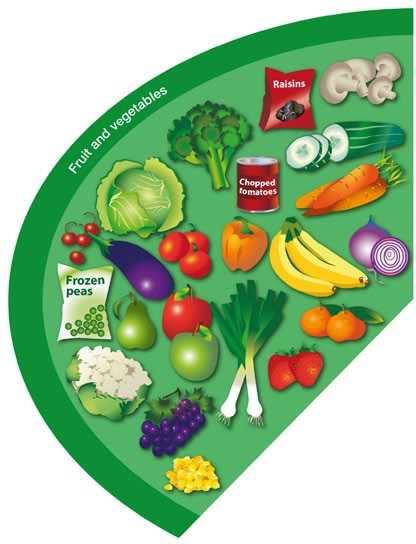 Fruit and vegetables
Raisins
Chopped
tomatoes
Frozen
peas